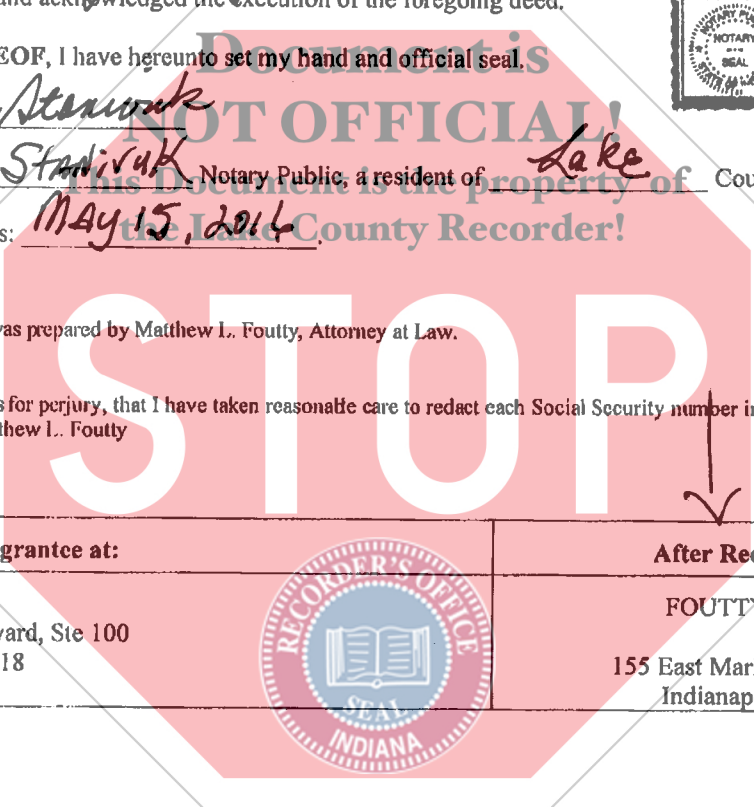 and acknowledged the execution of the foregoing deed.
EOF, I have hereunto set my hand and official seal.
Document is
NOT OFFICIAL!
This Document is the property of
the Lake County Recorder!
Stanivuk
Stanivuk Notary Public, a resident of Lake Cou
s: MAY 15, 2016.
NOTARY
SEAL
was prepared by Matthew L. Foutty, Attorney at Law.
STOP
s for perjury, that I have taken reasonable care to redact each Social Security number in
thew L. Foutty
grantee at:
After Rec
vard, Ste 100
18
FOUTTY
155 East Mar
Indianap
RECORDER'S OFFICE
SEAL
INDIANA